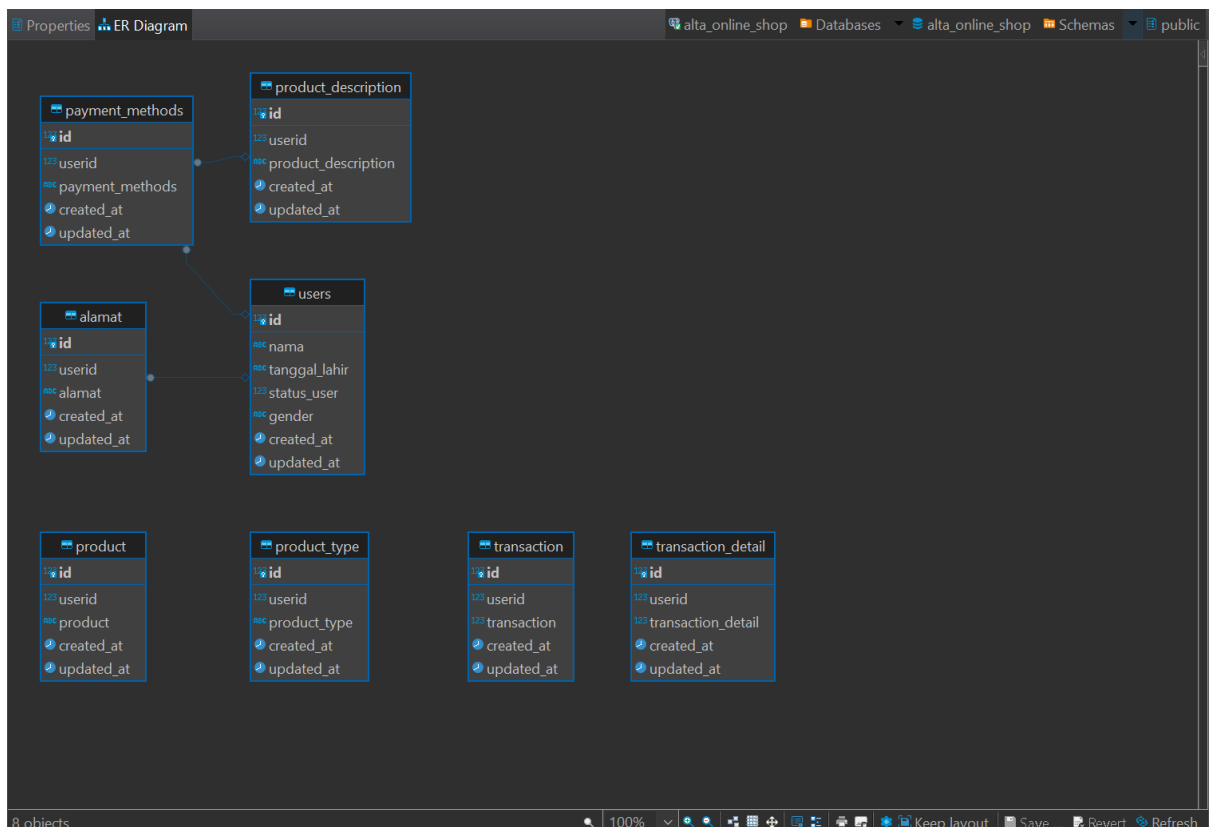 Properties ER Diagram alta_online_shop Databases alta_online_shop Schemas public
payment_methods
id
userid
payment_methods
created_at
updated_at
product_description
id
userid
product_description
created_at
updated_at
alamat
id
userid
alamat
created_at
updated_at
users
id
nama
tanggal_lahir
status_user
gender
created_at
updated_at
product
id
userid
product
created_at
updated_at
product_type
id
userid
product_type
created_at
updated_at
transaction
id
userid
transaction
created_at
updated_at
transaction_detail
id
userid
transaction_detail
created_at
updated_at
8 objects 100% Keep layout Save Revert Refresh